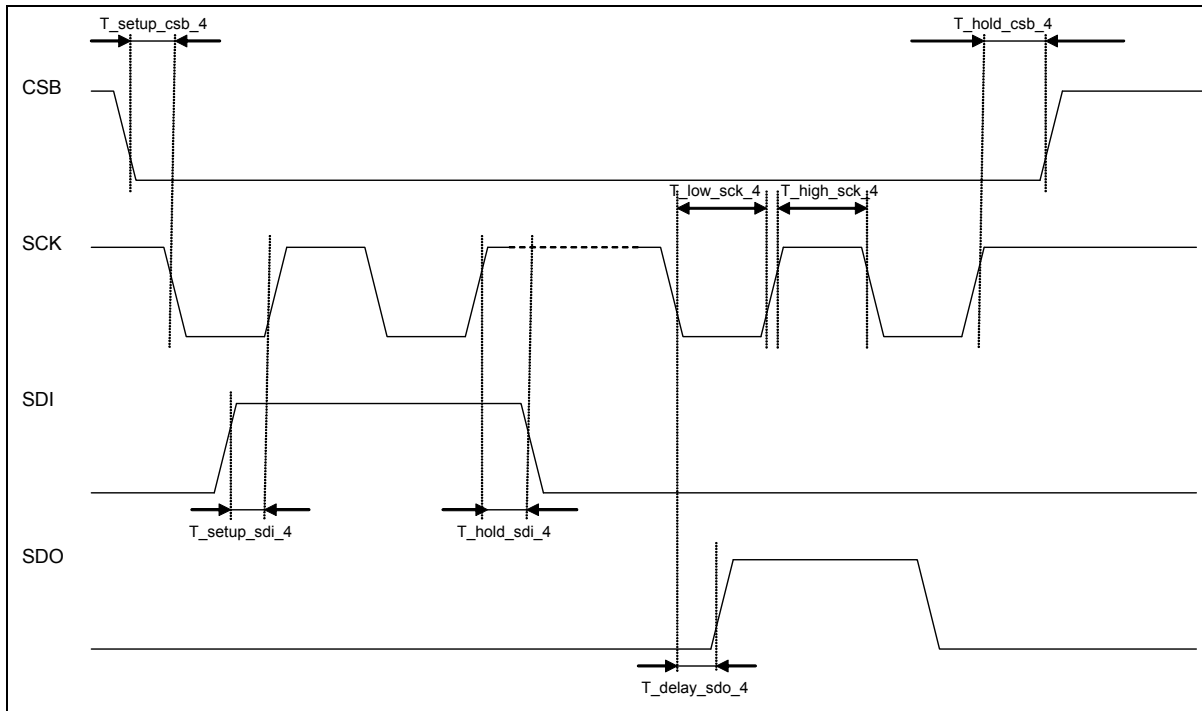 T_setup_csb_4
T_hold_csb_4
CSB
T_low_sck_4
T_high_sck_4
SCK
SDI
T_setup_sdi_4
T_hold_sdi_4
SDO
T_delay_sdo_4